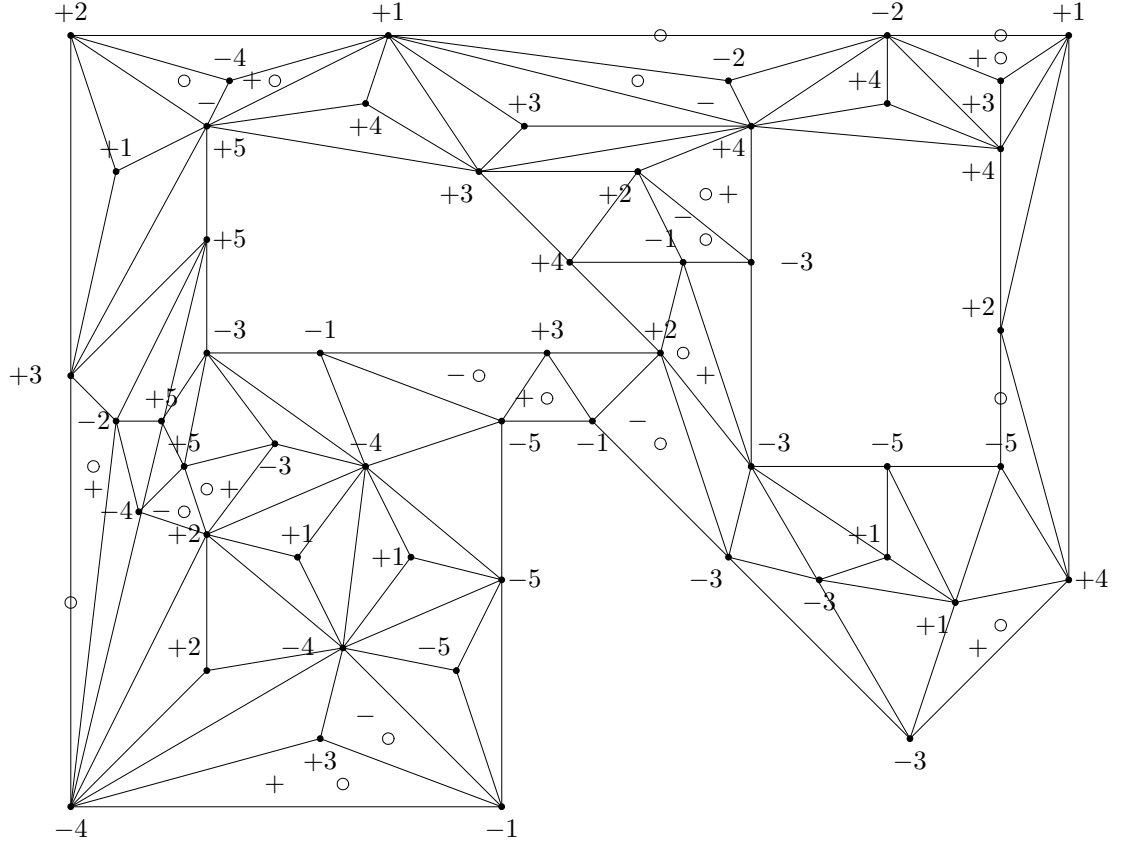 +2 +1 −2 +1
−4 −2
+ + +4 +3
− +4 +3 −
+1 +5 +4 +4
+3 +2 +
−
+5 −1 +4 −3
+2
−3 −1 +3 +2
+3 − +
+5 +
−2 +5 −4 −5 −1 − −3 −5 −5
−3
+ +
−4 − +2 +1 +1 +1
−5 −3 −3 +4
+1
+2 −4 −5 +
−
+3 −3
+
−4 −1